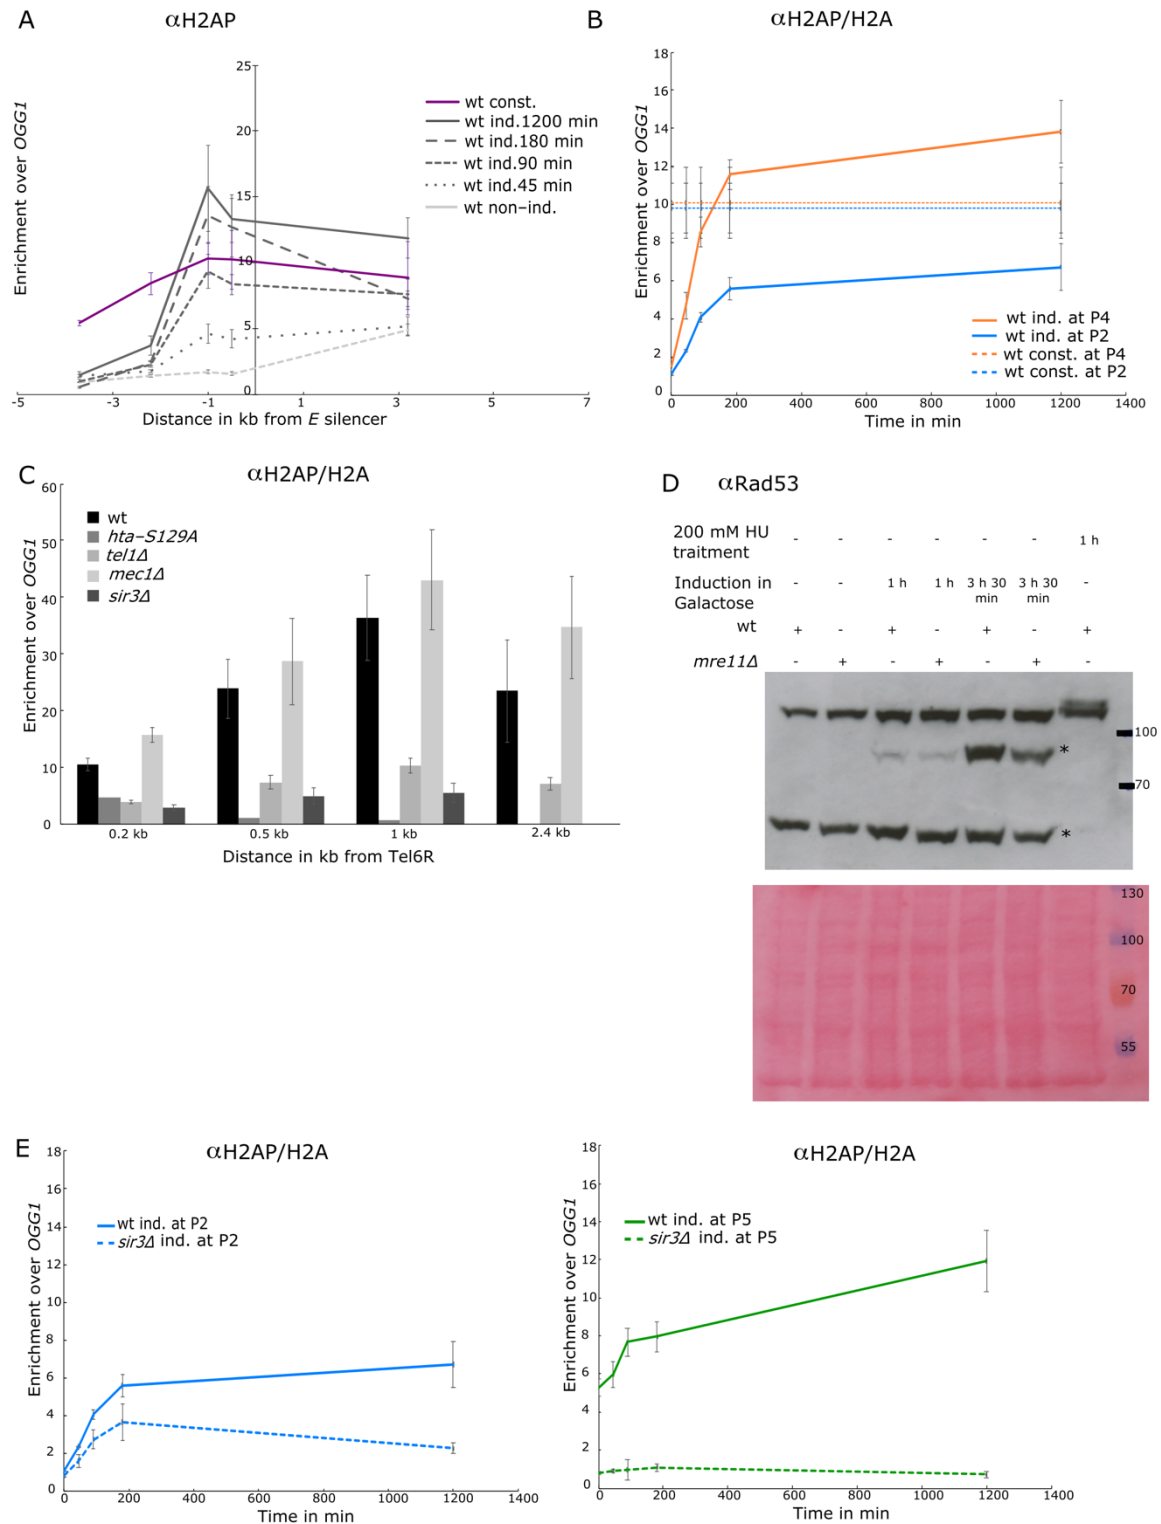 A
αH2AP
Enrichment over OGG1
25
20
15
10
5
0
-5
-3
-1
1
3
5
7
Distance in kb from E silencer
wt const.
wt ind.1200 min
wt ind.180 min
wt ind.90 min
wt ind.45 min
wt non-ind.
B
αH2AP/H2A
Enrichment over OGG1
18
16
14
12
10
8
6
4
2
0
0
200
400
600
800
1000
1200
1400
Time in min
wt ind. at P4
wt ind. at P2
wt const. at P4
wt const. at P2
C
αH2AP/H2A
Enrichment over OGG1
60
50
40
30
20
10
0
wt
hta-S129A
tel1Δ
mec1Δ
sir3Δ
0.2 kb
0.5 kb
1 kb
2.4 kb
Distance in kb from Tel6R
D
αRad53
200 mM HU
traitment
- - - - - - 1 h
Induction in
Galactose
- - 1 h 1 h 3 h 30 min 3 h 30 min -
wt + - + - + - +
mre11Δ - + - + - + -
100
*
70
*
130
100
70
55
E
αH2AP/H2A
Enrichment over OGG1
18
16
14
12
10
8
6
4
2
0
wt ind. at P2
sir3Δ ind. at P2
0
200
400
600
800
1000
1200
1400
Time in min
αH2AP/H2A
Enrichment over OGG1
18
16
14
12
10
8
6
4
2
0
wt ind. at P5
sir3Δ ind. at P5
0
200
400
600
800
1000
1200
1400
Time in min